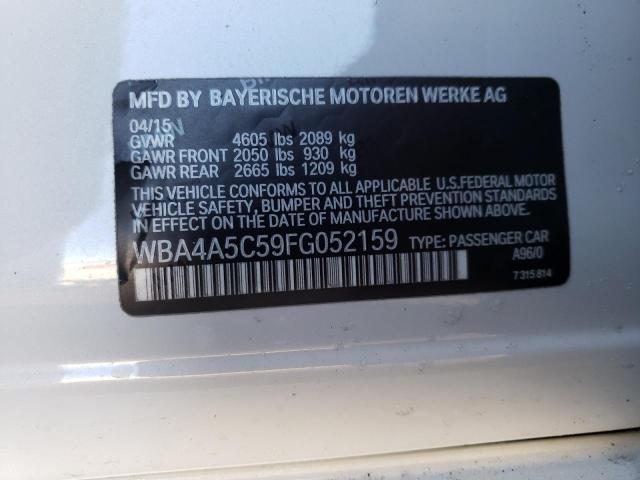 MFD BY BAYERISCHE MOTOREN WERKE AG
04/15
GVWR 4605 lbs 2089 kg
GAWR FRONT 2050 lbs 930 kg
GAWR REAR 2665 lbs 1209 kg
THIS VEHICLE CONFORMS TO ALL APPLICABLE U.S.FEDERAL MOTOR
VEHICLE SAFETY, BUMPER, AND THEFT PREVENTION STANDARDS
IN EFFECT ON THE DATE OF MANUFACTURE SHOWN ABOVE.
WBA4A5C59FG052159 TYPE: PASSENGER CAR
A96/0
7 315 814